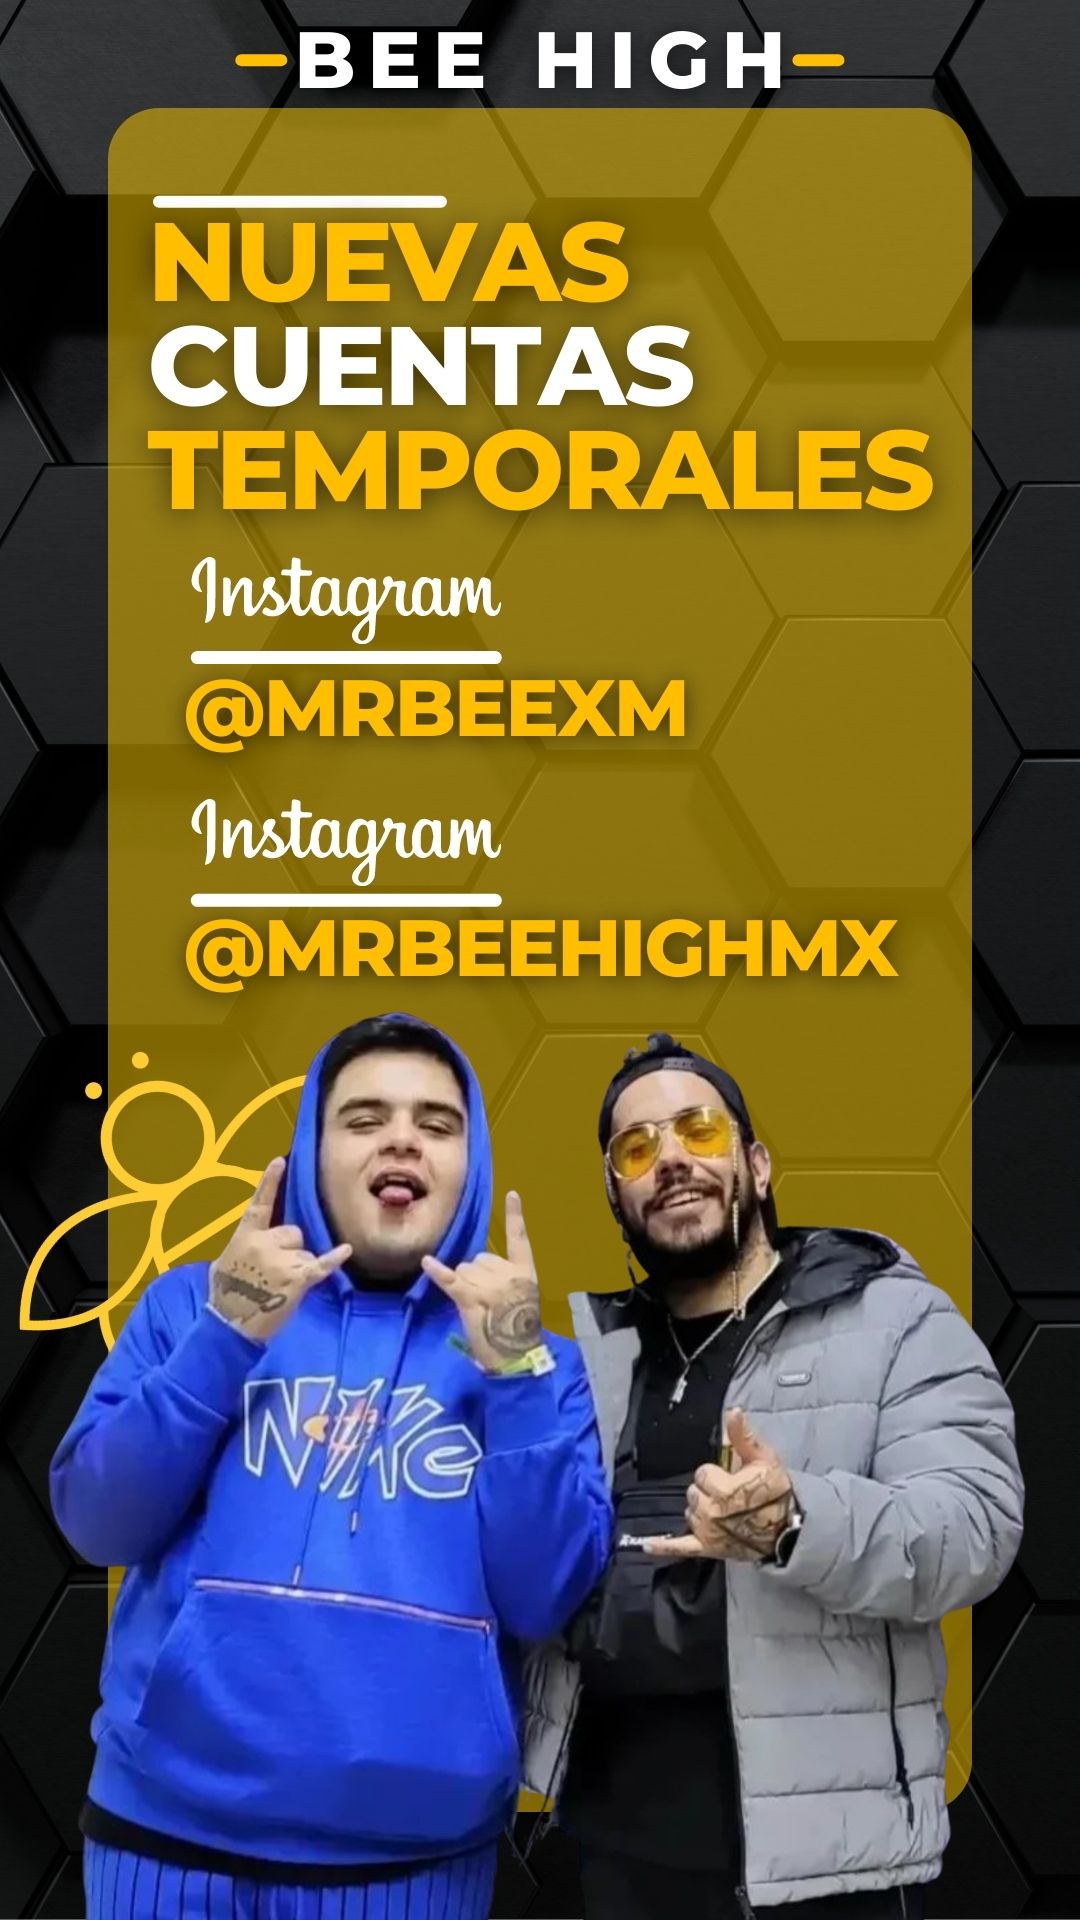 BEE HIGH
NUEVAS
CUENTAS
TEMPORALES
Instagram
@MRBEEXM
Instagram
@MRBEEHIGHMX
NIKE